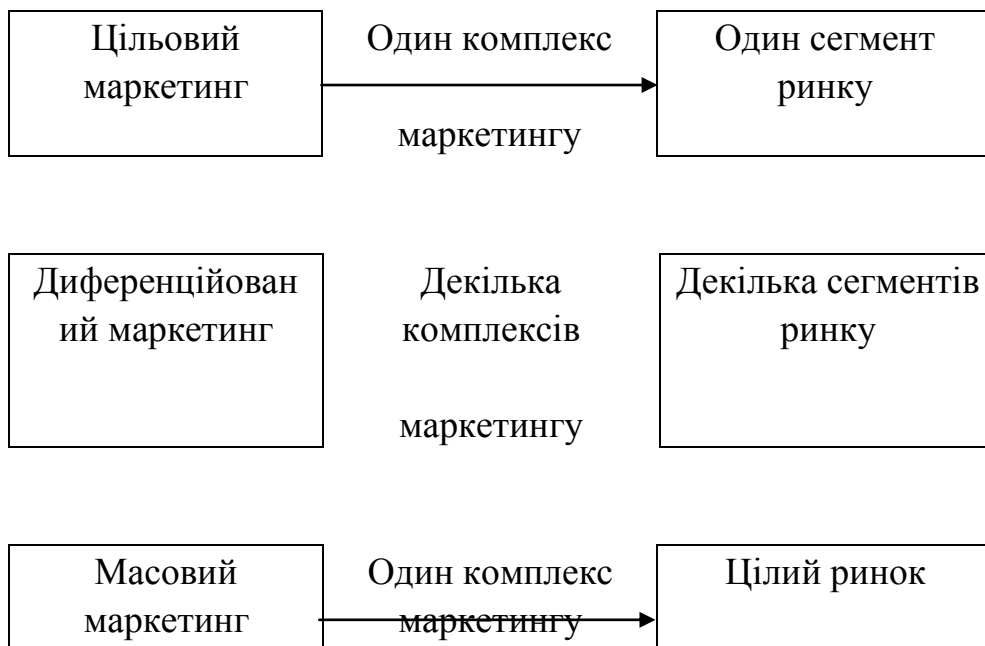 Цільовий
маркетинг
Один комплекс
маркетингу
Один сегмент
ринку
Диференційован
ий маркетинг
Декілька
комплексів
маркетингу
Декілька сегментів
ринку
Масовий
маркетинг
Один комплекс
маркетингу
Цілий ринок